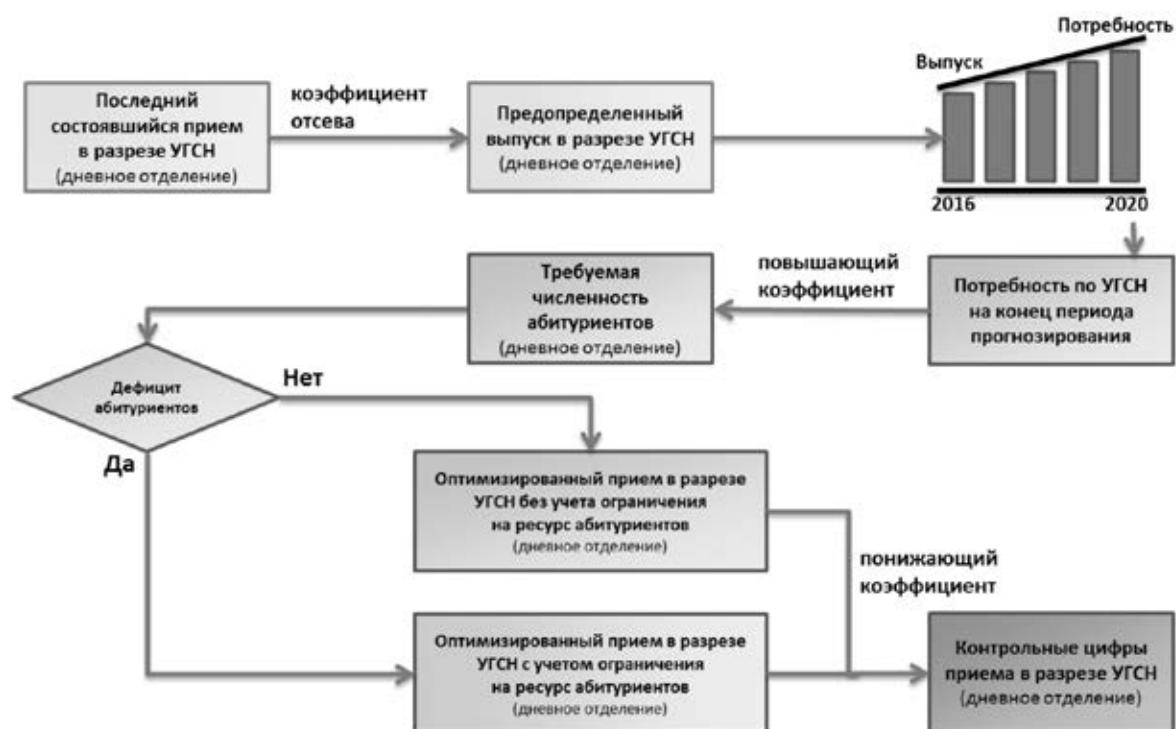 Последний
состоявшийся прием
в разрезе УГСН
(дневное отделение)
коэффициент
отсева
Предопределенный
выпуск в разрезе УГСН
(дневное отделение)
Потребность
Выпуск
2016
2020
Потребность по УГСН
на конец периода
прогнозирования
повышающий
коэффициент
Требуемая
численность
абитуриентов
(дневное отделение)
Дефицит
абитуриентов
Нет
Да
Оптимизированный прием в разрезе
УГСН без учета ограничения
на ресурс абитуриентов
(дневное отделение)
понижающий
коэффициент
Оптимизированный прием в разрезе
УГСН с учетом ограничения
на ресурс абитуриентов
(дневное отделение)
Контрольные цифры
приема в разрезе УГСН
(дневное отделение)